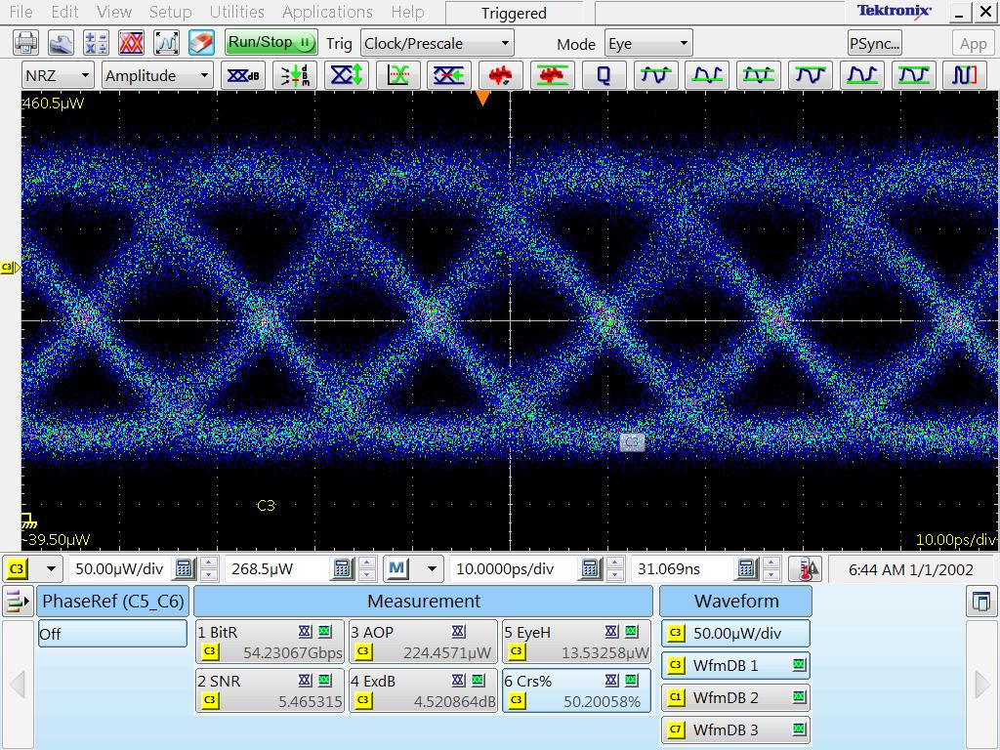 File Edit View Setup Utilities Applications Help Triggered Tektronix
Run/Stop Trig Clock/Prescale Mode Eye PSync... App
NRZ Amplitude dB dBm Q
460.5µW
C3
C3
C3
-39.50µW 10.00ps/div
C3 50.00µW/div 268.5µW M 10.0000ps/div 31.069ns 6:44 AM 1/1/2002
PhaseRef (C5_C6) Measurement Waveform
Off 1 BitR 3 AOP 5 EyeH C3 50.00µW/div
C3 54.23067Gbps C3 224.4571µW C3 13.53258µW
C3 WfmDB 1
2 SNR 4 ExdB 6 Crs%
C3 5.465315 C3 4.520864dB C3 50.20058% C1 WfmDB 2
C7 WfmDB 3